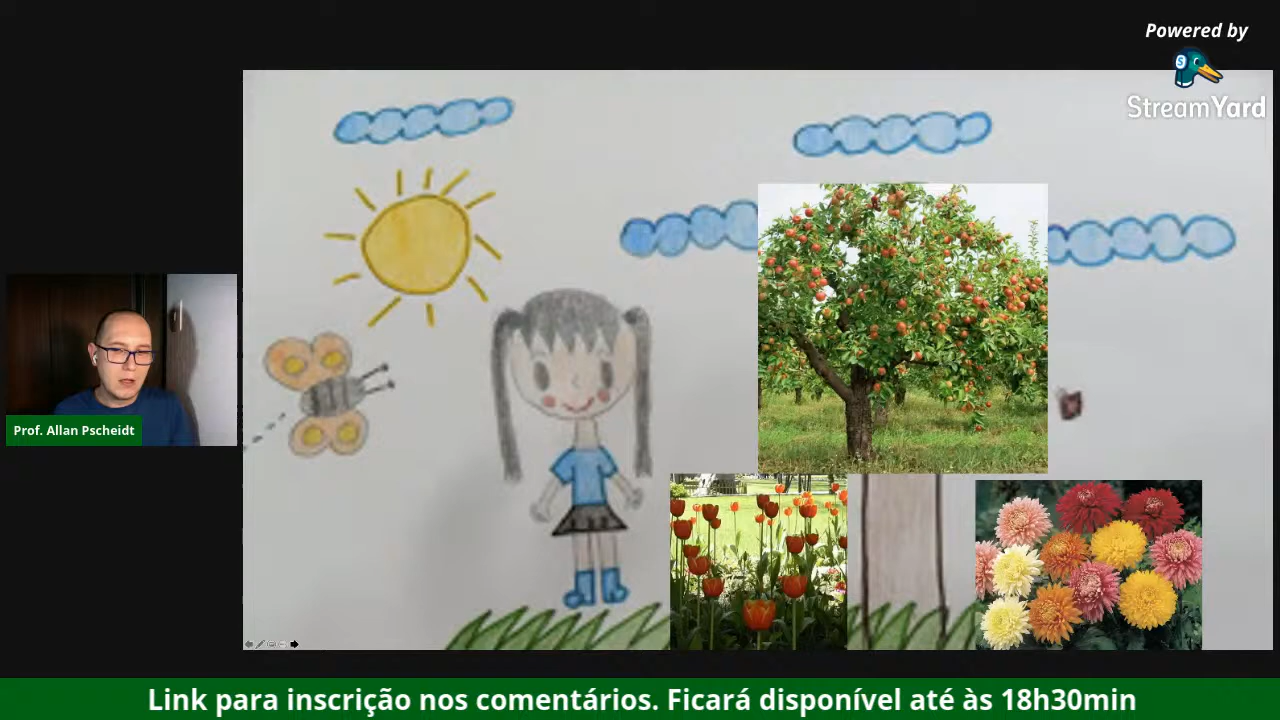 Powered by
StreamYard
Prof. Allan Pscheidt
Link para inscrição nos comentários. Ficará disponível até às 18h30min